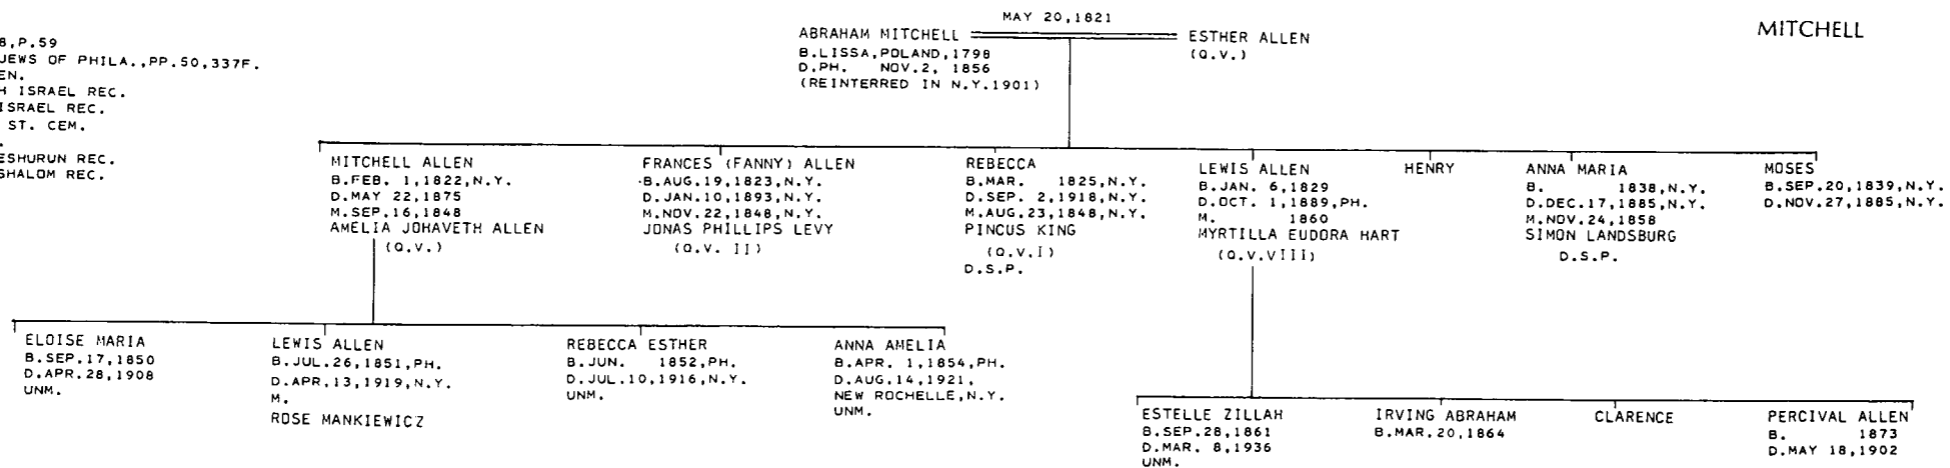 MITCHELL
8,P.59
JEWS OF PHILA.,PP.50,337F.
EN.
H ISRAEL REC.
ISRAEL REC.
ST. CEM.
ESHURUN REC.
SHALOM REC.
MAY 20,1821
ABRAHAM MITCHELL
B.LISSA,POLAND,1798
D.PH. NOV.2, 1856
(REINTERRED IN N.Y.1901)
ESTHER ALLEN
(Q.V.)
MITCHELL ALLEN
B.FEB. 1,1822,N.Y.
D.MAY 22,1875
M.SEP.16,1848
AMELIA JOHAVETH ALLEN
(Q.V.)
FRANCES (FANNY) ALLEN
B.AUG.19,1823,N.Y.
D.JAN.10,1893,N.Y.
M.NOV.22,1848,N.Y.
JONAS PHILLIPS LEVY
(Q.V. II)
REBECCA
B.MAR. 1825,N.Y.
D.SEP. 2,1918,N.Y.
M.AUG.23,1848,N.Y.
PINCUS KING
(Q.V.I)
D.S.P.
LEWIS ALLEN
B.JAN. 6,1829
D.OCT. 1,1889,PH.
M. 1860
MYRTILLA EUDORA HART
(Q.V.VIII)
HENRY
ANNA MARIA
B. 1838,N.Y.
D.DEC.17,1885,N.Y.
M.NOV.24,1858
SIMON LANDSBURG
D.S.P.
MOSES
B.SEP.20,1839,N.Y.
D.NOV.27,1885,N.Y.
ELOISE MARIA
B.SEP.17,1850
D.APR.28,1908
UNM.
LEWIS ALLEN
B.JUL.26,1851,PH.
D.APR.13,1919,N.Y.
M.
ROSE MANKIEWICZ
REBECCA ESTHER
B.JUN. 1852,PH.
D.JUL.10,1916,N.Y.
UNM.
ANNA AMELIA
B.APR. 1,1854,PH.
D.AUG.14,1921,
NEW ROCHELLE,N.Y.
UNM.
ESTELLE ZILLAH
B.SEP.28,1861
D.MAR. 8,1936
UNM.
IRVING ABRAHAM
B.MAR.20,1864
CLARENCE
PERCIVAL ALLEN
B. 1873
D.MAY 18,1902